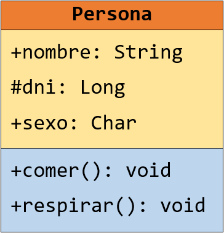 Persona
+nombre: String
#dni: Long
+sexo: Char
+comer(): void
+respirar(): void